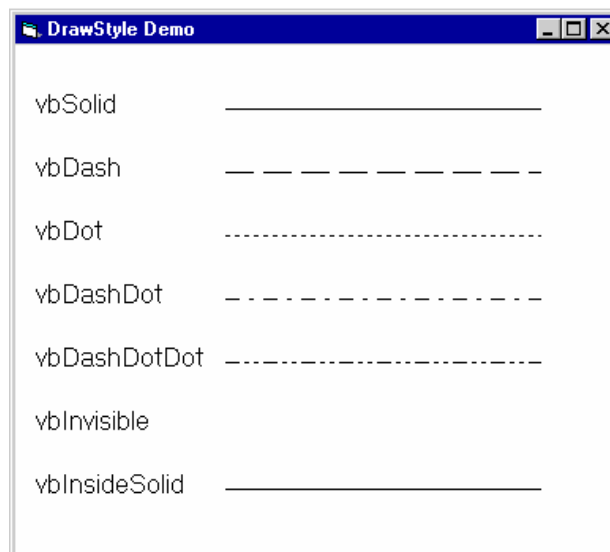 DrawStyle Demo
vbSolid
vbDash
vbDot
vbDashDot
vbDashDotDot
vbInvisible
vbInsideSolid